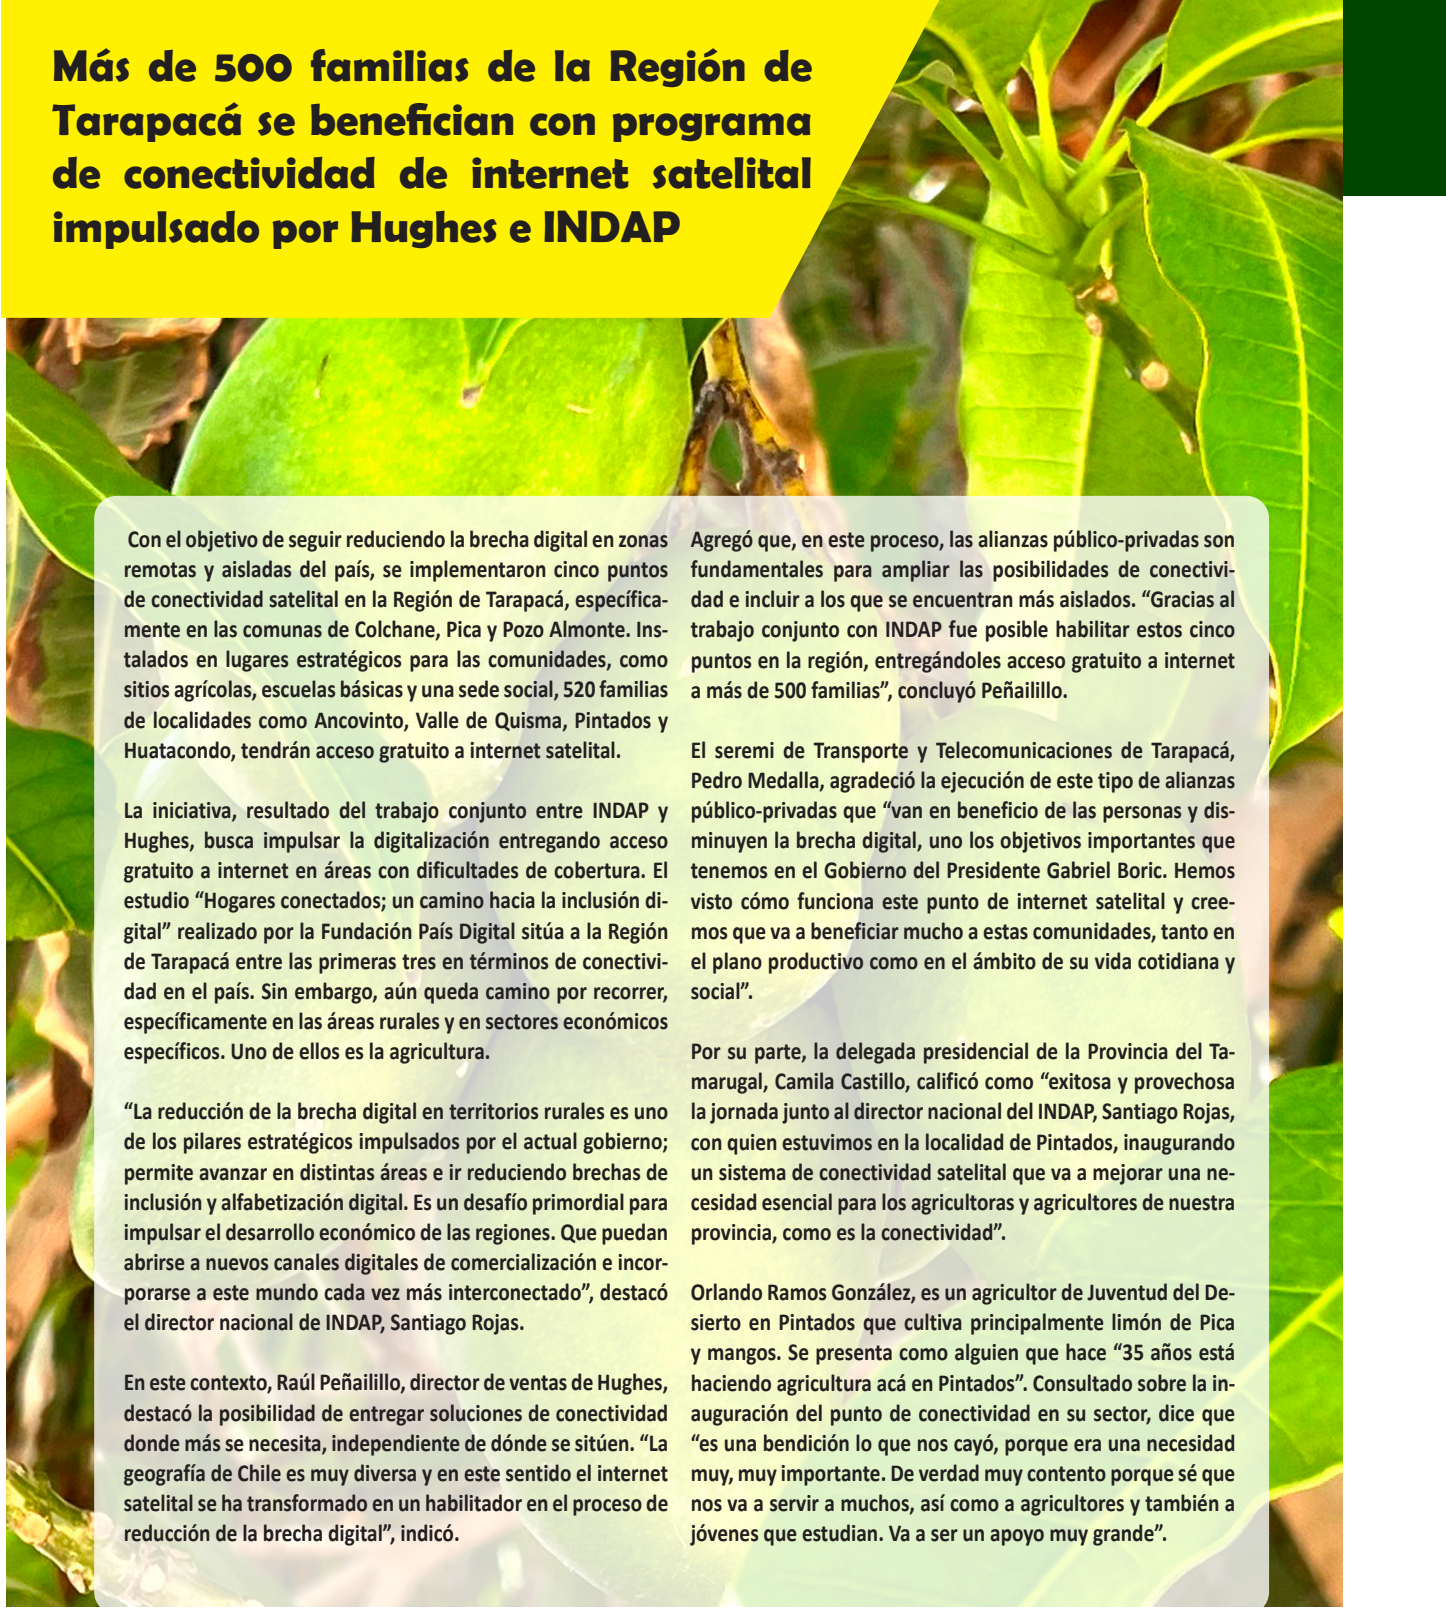 Más de 500 familias de la Región de
Tarapacá se benefician con programa
de conectividad de internet satelital
impulsado por Hughes e INDAP
Con el objetivo de seguir reduciendo la brecha digital en zonas
remotas y aisladas del país, se implementaron cinco puntos
de conectividad satelital en la Región de Tarapacá, específica-
mente en las comunas de Colchane, Pica y Pozo Almonte. Ins-
talados en lugares estratégicos para las comunidades, como
sitios agrícolas, escuelas básicas y una sede social, 520 familias
de localidades como Ancovinto, Valle de Quisma, Pintados y
Huatacondo, tendrán acceso gratuito a internet satelital.
La iniciativa, resultado del trabajo conjunto entre INDAP y
Hughes, busca impulsar la digitalización entregando acceso
gratuito a internet en áreas con dificultades de cobertura. El
estudio “Hogares conectados; un camino hacia la inclusión di-
gital” realizado por la Fundación País Digital sitúa a la Región
de Tarapacá entre las primeras tres en términos de conectivi-
dad en el país. Sin embargo, aún queda camino por recorrer,
específicamente en las áreas rurales y en sectores económicos
específicos. Uno de ellos es la agricultura.
“La reducción de la brecha digital en territorios rurales es uno
de los pilares estratégicos impulsados por el actual gobierno;
permite avanzar en distintas áreas e ir reduciendo brechas de
inclusión y alfabetización digital. Es un desafío primordial para
impulsar el desarrollo económico de las regiones. Que puedan
abrirse a nuevos canales digitales de comercialización e incor-
porarse a este mundo cada vez más interconectado”, destacó
el director nacional de INDAP, Santiago Rojas.
En este contexto, Raúl Peñailillo, director de ventas de Hughes,
destacó la posibilidad de entregar soluciones de conectividad
donde más se necesita, independiente de dónde se sitúen. “La
geografía de Chile es muy diversa y en este sentido el internet
satelital se ha transformado en un habilitador en el proceso de
reducción de la brecha digital”, indicó.
Agregó que, en este proceso, las alianzas público-privadas son
fundamentales para ampliar las posibilidades de conectivi-
dad e incluir a los que se encuentran más aislados. “Gracias al
trabajo conjunto con INDAP fue posible habilitar estos cinco
puntos en la región, entregándoles acceso gratuito a internet
a más de 500 familias”, concluyó Peñailillo.
El seremi de Transporte y Telecomunicaciones de Tarapacá,
Pedro Medalla, agradeció la ejecución de este tipo de alianzas
público-privadas que “van en beneficio de las personas y dis-
minuyen la brecha digital, uno los objetivos importantes que
tenemos en el Gobierno del Presidente Gabriel Boric. Hemos
visto cómo funciona este punto de internet satelital y cree-
mos que va a beneficiar mucho a estas comunidades, tanto en
el plano productivo como en el ámbito de su vida cotidiana y
social”.
Por su parte, la delegada presidencial de la Provincia del Ta-
marugal, Camila Castillo, calificó como “exitosa y provechosa
la jornada junto al director nacional del INDAP, Santiago Rojas,
con quien estuvimos en la localidad de Pintados, inaugurando
un sistema de conectividad satelital que va a mejorar una ne-
cesidad esencial para los agricultoras y agricultores de nuestra
provincia, como es la conectividad”.
Orlando Ramos González, es un agricultor de Juventud del De-
sierto en Pintados que cultiva principalmente limón de Pica
y mangos. Se presenta como alguien que hace “35 años está
haciendo agricultura acá en Pintados”. Consultado sobre la in-
auguración del punto de conectividad en su sector, dice que
“es una bendición lo que nos cayó, porque era una necesidad
muy, muy importante. De verdad muy contento porque sé que
nos va a servir a muchos, así como a agricultores y también a
jóvenes que estudian. Va a ser un apoyo muy grande”.